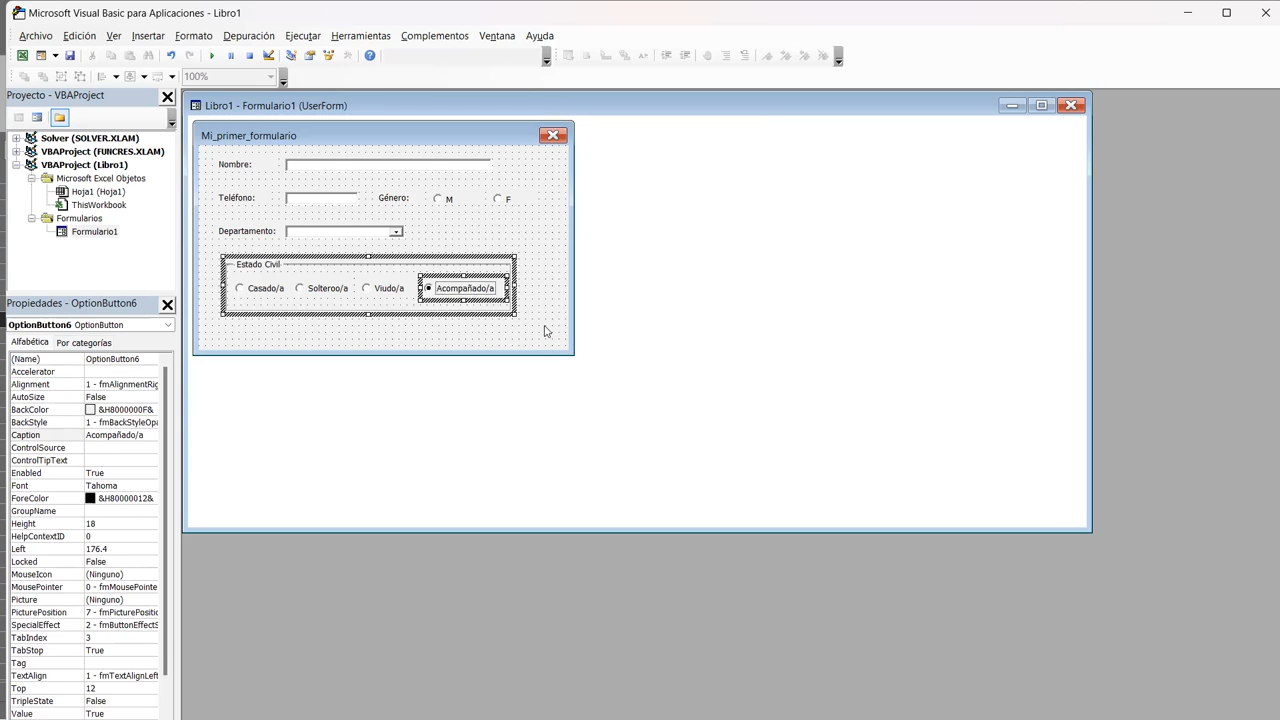 Microsoft Visual Basic para Aplicaciones - Libro1
Archivo Edición Ver Insertar Formato Depuración Ejecutar Herramientas Complementos Ventana Ayuda
100%
Proyecto - VBAProject
Solver (SOLVER.XLAM)
VBAProject (FUNCRES.XLAM)
VBAProject (Libro1)
Microsoft Excel Objetos
Hoja1 (Hoja1)
ThisWorkbook
Formularios
Formulario1
Propiedades - OptionButton6
OptionButton6 OptionButton
Alfabética Por categorías
(Name) OptionButton6
Accelerator
Alignment 1 - fmAlignmentRig
AutoSize False
BackColor &H8000000F&
BackStyle 1 - fmBackStyleOpa
Caption Acompañado/a
ControlSource
ControlTipText
Enabled True
Font Tahoma
ForeColor &H80000012&
GroupName
Height 18
HelpContextID 0
Left 176.4
Locked False
MouseIcon (Ninguno)
MousePointer 0 - fmMousePointe
Picture (Ninguno)
PicturePosition 7 - fmPicturePositic
SpecialEffect 2 - fmButtonEffectS
TabIndex 3
TabStop True
Tag
TextAlign 1 - fmTextAlignLeft
Top 12
TripleState False
Value True
Libro1 - Formulario1 (UserForm)
Mi_primer_formulario
Nombre:
Teléfono: Género: M F
Departamento:
Estado Civil
Casado/a Solteroo/a Viudo/a Acompañado/a